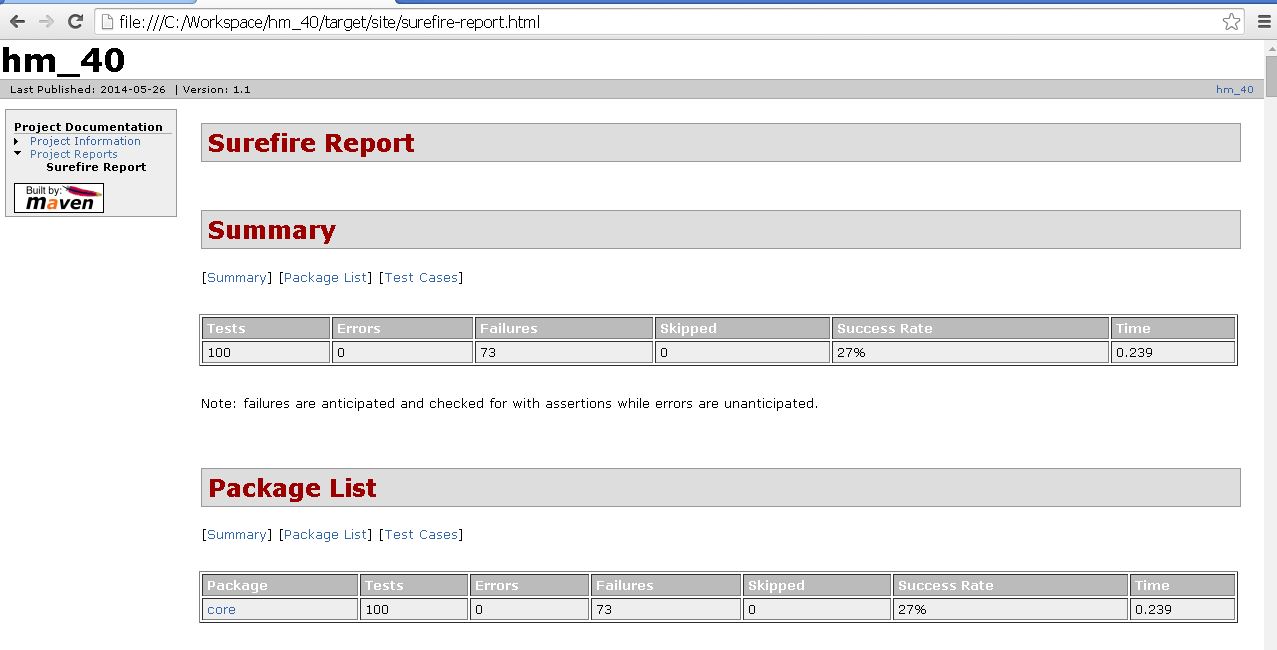 file:///C:/Workspace/hm_40/target/site/surefire-report.html
hm_40
Last Published: 2014-05-26 | Version: 1.1 hm_40
Project Documentation
Project Information
Project Reports
Surefire Report
Built by:
maven
Surefire Report
Summary
[Summary] [Package List] [Test Cases]
Tests Errors Failures Skipped Success Rate Time
100 0 73 0 27% 0.239
Note: failures are anticipated and checked for with assertions while errors are unanticipated.
Package List
[Summary] [Package List] [Test Cases]
Package Tests Errors Failures Skipped Success Rate Time
core 100 0 73 0 27% 0.239